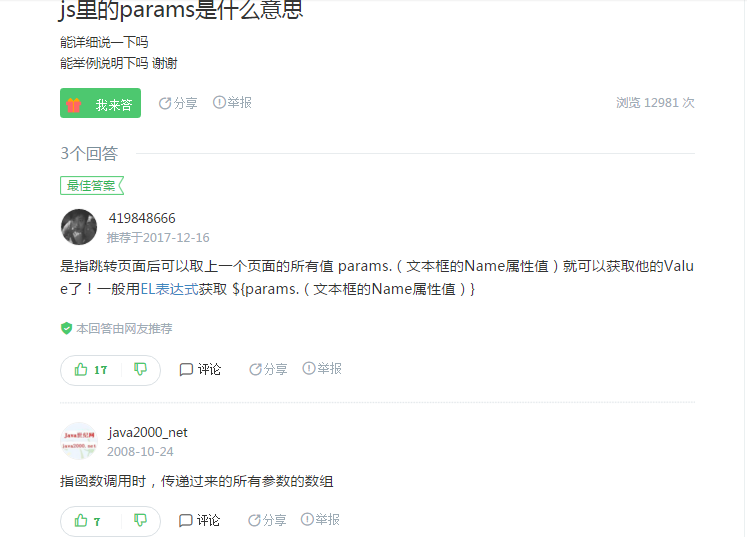 js里的params是什么意思
能详细说一下吗
能举例说明下吗 谢谢
我来答 分享 举报 浏览 12981 次
3个回答
最佳答案
419848666
推荐于2017-12-16
是指跳转页面后可以取上一个页面的所有值 params.（文本框的Name属性值）就可以获取他的Valu
e了！一般用EL表达式获取 ${params.（文本框的Name属性值）}
本回答由网友推荐
17 评论 分享 举报
Java世纪网
java2000.net
java2000_net
2008-10-24
指函数调用时，传递过来的所有参数的数组
7 评论 分享 举报